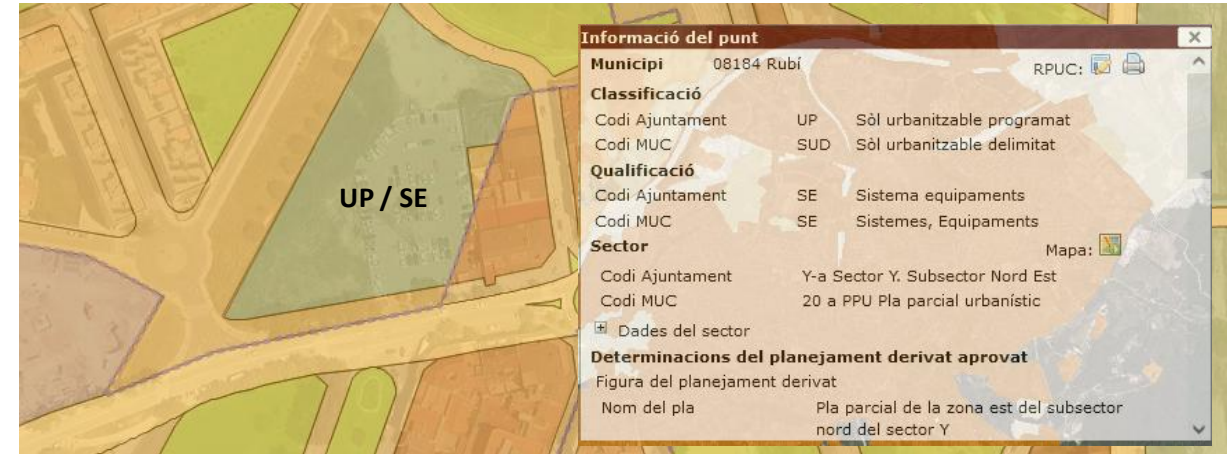 Informació del punt
Municipi 08184 Rubí RPUC:
Classificació
Codi Ajuntament UP Sòl urbanitzable programat
Codi MUC SUD Sòl urbanitzable delimitat
Qualificació
Codi Ajuntament SE Sistema equipaments
Codi MUC SE Sistemes, Equipaments
Sector Mapa:
Codi Ajuntament Y-a Sector Y. Subsector Nord Est
Codi MUC 20 a PPU Pla parcial urbanístic
Dades del sector
Determinacions del planejament derivat aprovat
Figura del planejament derivat
Nom del pla Pla parcial de la zona est del subsector
nord del sector Y
UP / SE